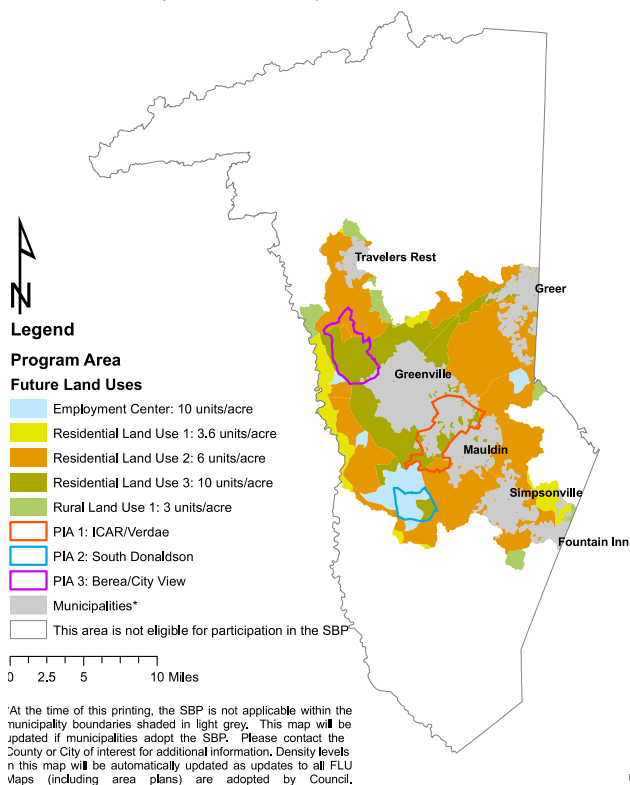 Travelers Rest
Greer
Greenville
Mauldin
Simpsonville
Fountain Inn
N
Legend
Program Area
Future Land Uses
Employment Center: 10 units/acre
Residential Land Use 1: 3.6 units/acre
Residential Land Use 2: 6 units/acre
Residential Land Use 3: 10 units/acre
Rural Land Use 1: 3 units/acre
PIA 1: ICAR/Verdae
PIA 2: South Donaldson
PIA 3: Berea/City View
Municipalities*
This area is not eligible for participation in the SBP
0 2.5 5 10 Miles
*At the time of this printing, the SBP is not applicable within the
municipality boundaries shaded in light grey. This map will be
updated if municipalities adopt the SBP. Please contact the
County or City of interest for additional information. Density levels
in this map will be automatically updated as updates to all FLU
Maps (including area plans) are adopted by Council.